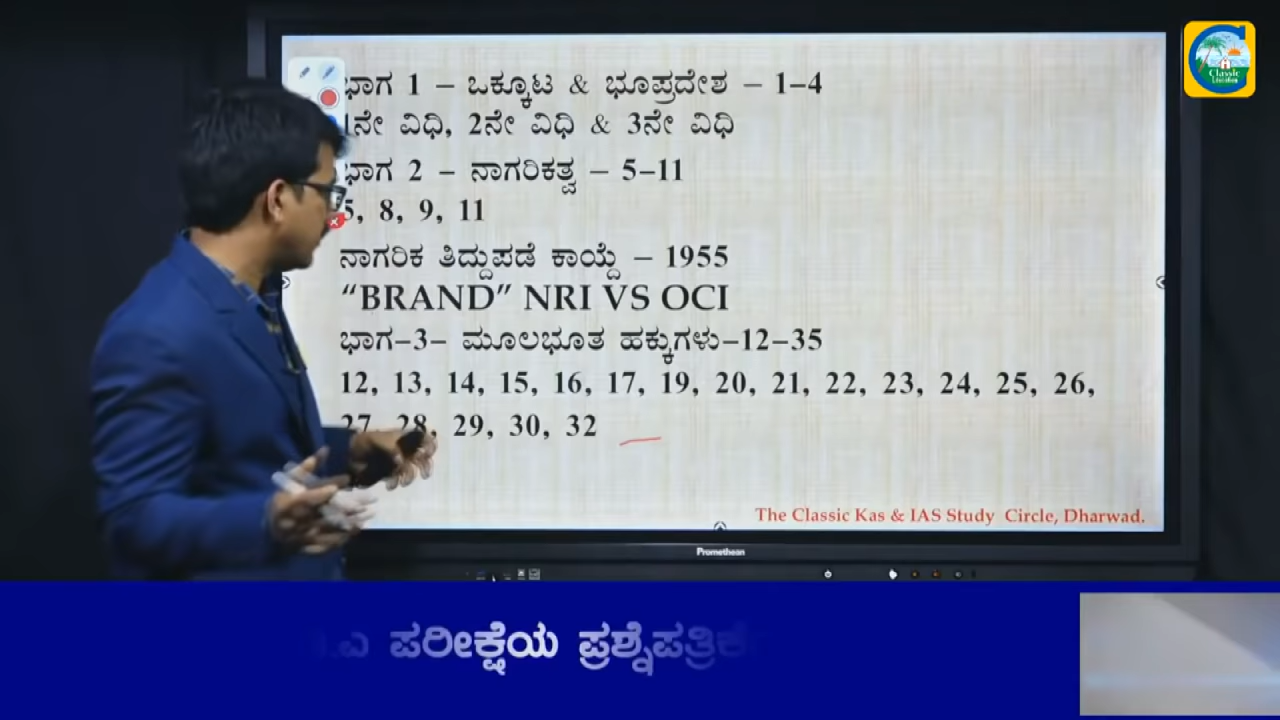 ಭಾಗ 1 – ಒಕ್ಕೂಟ & ಭೂಪ್ರದೇಶ – 1–4
1ನೇ ವಿಧಿ, 2ನೇ ವಿಧಿ & 3ನೇ ವಿಧಿ
ಭಾಗ 2 – ನಾಗರಿಕತ್ವ – 5–11
5, 8, 9, 11
ನಾಗರಿಕ ತಿದ್ದುಪಡೆ ಕಾಯ್ದೆ – 1955
“BRAND” NRI VS OCI
ಭಾಗ–3– ಮೂಲಭೂತ ಹಕ್ಕುಗಳು–12–35
12, 13, 14, 15, 16, 17, 19, 20, 21, 22, 23, 24, 25, 26,
27, 28, 29, 30, 32
The Classic Kas & IAS Study Circle, Dharwad.
Promethean
Classic
ಪರೀಕ್ಷೆಯ